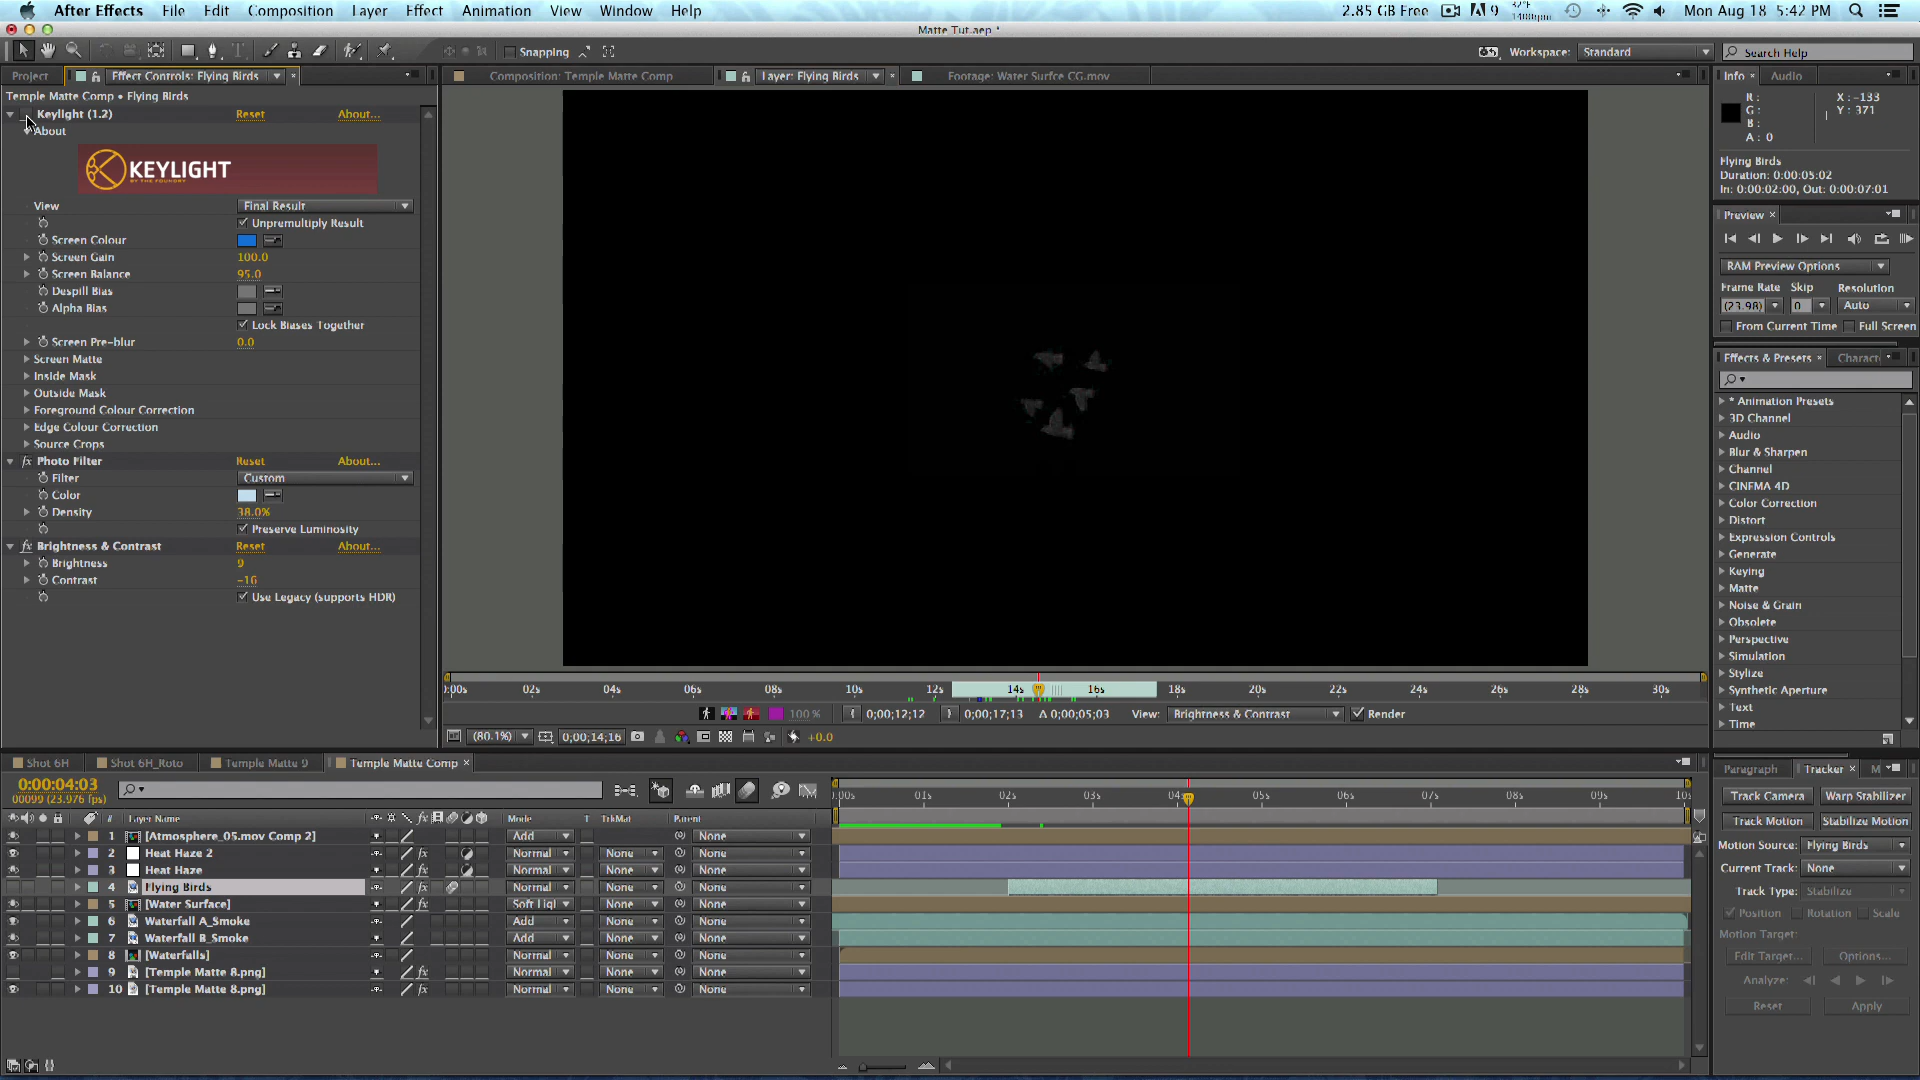 After Effects File Edit Composition Layer Effect Animation View Window Help 2.85 GB Free 9 Mon Aug 18 5:42 PM
Matte Tut.aep *
Snapping Workspace: Standard Search Help
Project Effect Controls: Flying Birds Composition: Temple Matte Comp Layer: Flying Birds Footage: Water Surfce CG.mov Info Audio
Temple Matte Comp • Flying Birds
Keylight (1.2) Reset About...
About
KEYLIGHT
BY THE FOUNDRY
View Final Result
Unpremultiply Result
Screen Colour
Screen Gain 100.0
Screen Balance 95.0
Despill Bias
Alpha Bias
Lock Biases Together
Screen Pre-blur 0.0
Screen Matte
Inside Mask
Outside Mask
Foreground Colour Correction
Edge Colour Correction
Source Crops
fx Photo Filter Reset About...
Filter Custom
Color
Density 38.0%
Preserve Luminosity
fx Brightness & Contrast Reset About...
Brightness 9
Contrast -16
Use Legacy (supports HDR)
R : X : -133
G : Y : 371
B :
A : 0
Flying Birds
Duration: 0:00:05:02
In: 0:00:02:00, Out: 0:00:07:01
Preview
RAM Preview Options
Frame Rate Skip Resolution
(23.98) 0 Auto
From Current Time Full Screen
Effects & Presets Charact
* Animation Presets
3D Channel
Audio
Blur & Sharpen
Channel
CINEMA 4D
Color Correction
Distort
Expression Controls
Generate
Keying
Matte
Noise & Grain
Obsolete
Perspective
Simulation
Stylize
Synthetic Aperture
Text
Time
):00s 02s 04s 06s 08s 10s 12s 14s 16s 18s 20s 22s 24s 26s 28s 30s
100 % 0;00;12;12 0;00;17;13 Δ 0;00;05;03 View: Brightness & Contrast Render
(80.1%) 0;00;14;16 +0.0
Shot 6H Shot 6H_Roto Temple Matte 9 Temple Matte Comp
0:00:04:03
00099 (23.976 fps)
):00s 01s 02s 03s 04s 05s 06s 07s 08s 09s 10s
# Layer Name fx Mode T TrkMat Parent
1 [Atmosphere_05.mov Comp 2] Add None
2 Heat Haze 2 fx Normal None None
3 Heat Haze fx Normal None None
4 Flying Birds Normal None None
5 [Water Surface] Soft Ligl None None
6 Waterfall A_Smoke Add None None
7 Waterfall B_Smoke Add None None
8 [Waterfalls] Normal None None
9 [Temple Matte 8.png] fx Normal None None
10 [Temple Matte 8.png] fx Normal None None
Paragraph Tracker M
Track Camera Warp Stabilizer
Track Motion Stabilize Motion
Motion Source: Flying Birds
Current Track: None
Track Type: Stabilize
Position Rotation Scale
Motion Target:
Edit Target... Options...
Analyze:
Reset Apply